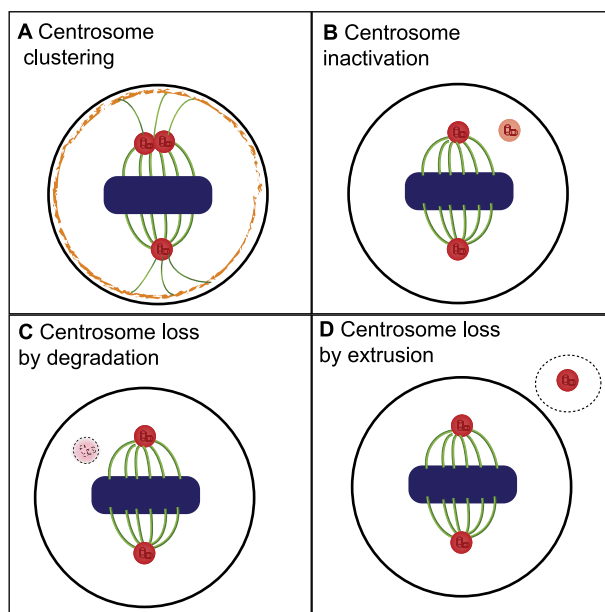 A Centrosome
clustering
B Centrosome
inactivation
C Centrosome loss
by degradation
D Centrosome loss
by extrusion